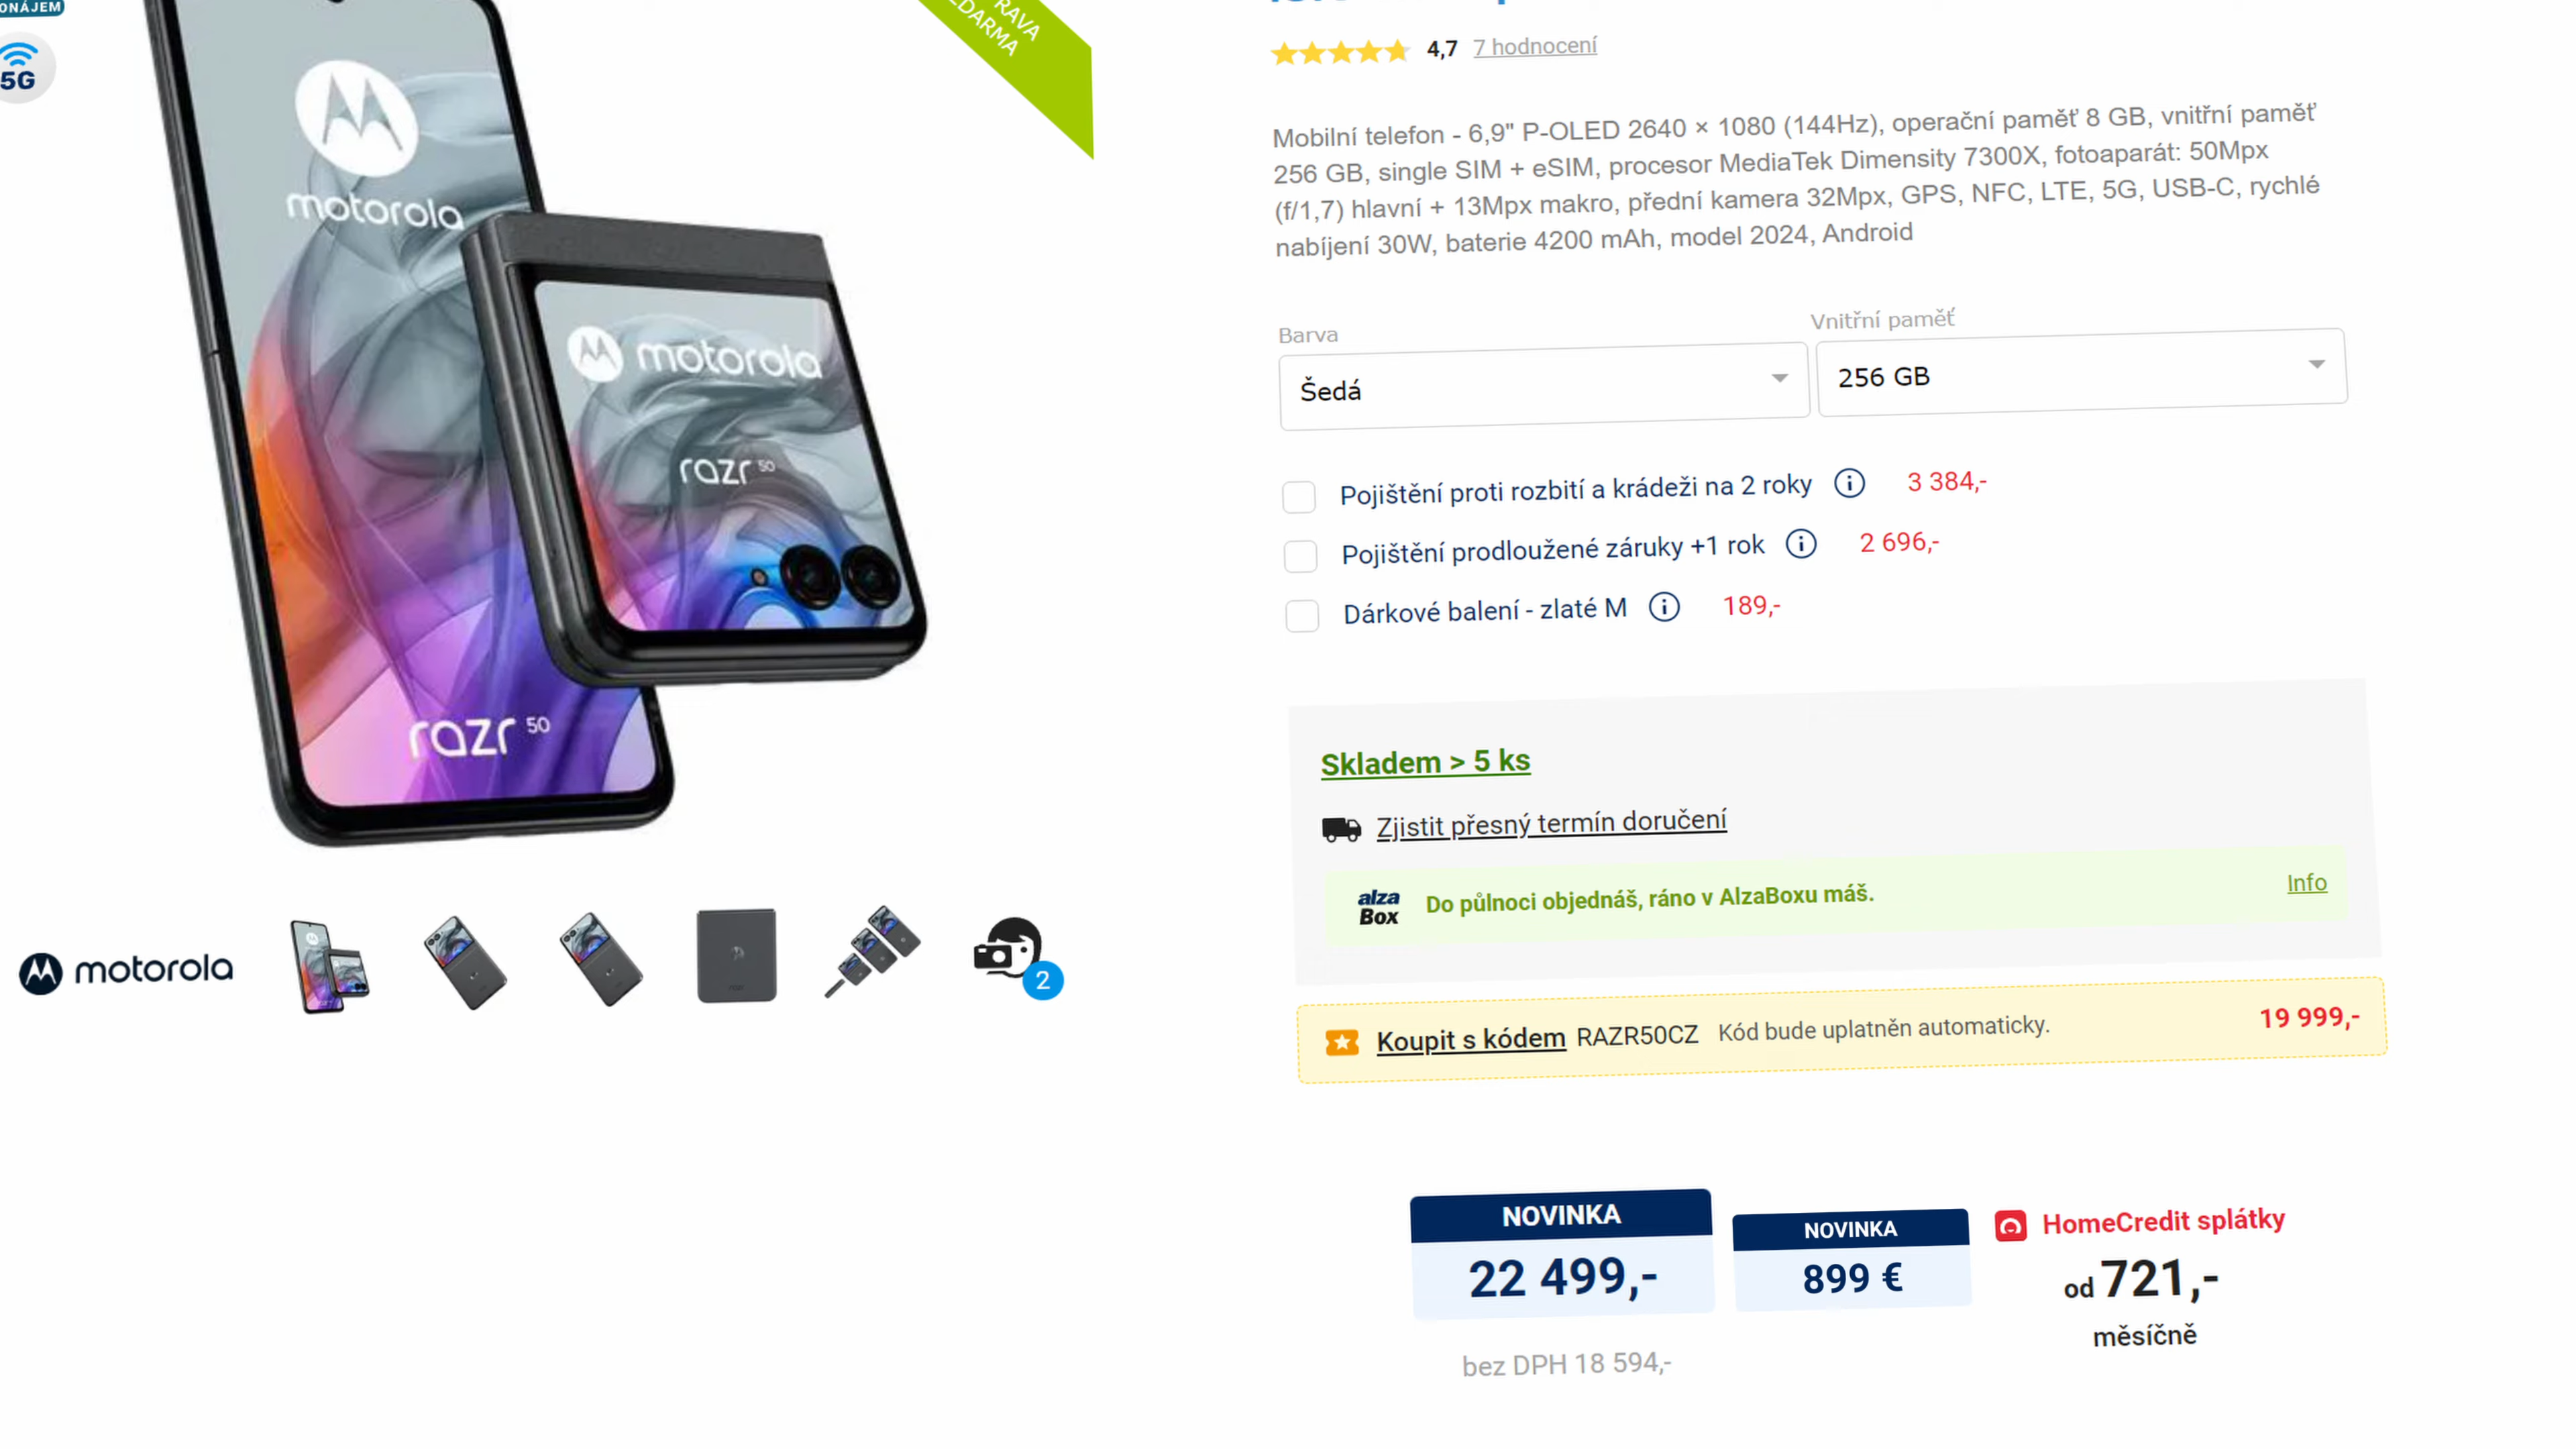 5G
motorola
razr 50
motorola
razr 50
motorola
2
4,7 7 hodnocení
Mobilní telefon - 6,9" P-OLED 2640 × 1080 (144Hz), operační paměť 8 GB, vnitřní paměť
256 GB, single SIM + eSIM, procesor MediaTek Dimensity 7300X, fotoaparát: 50Mpx
(f/1,7) hlavní + 13Mpx makro, přední kamera 32Mpx, GPS, NFC, LTE, 5G, USB-C, rychlé
nabíjení 30W, baterie 4200 mAh, model 2024, Android
Barva Vnitřní paměť
Šedá 256 GB
Pojištění proti rozbití a krádeži na 2 roky i 3 384,-
Pojištění prodloužené záruky +1 rok i 2 696,-
Dárkové balení - zlaté M i 189,-
Skladem > 5 ks
Zjistit přesný termín doručení
alza Box Do půlnoci objednáš, ráno v AlzaBoxu máš. Info
Koupit s kódem RAZR50CZ Kód bude uplatněn automaticky. 19 999,-
NOVINKA
22 499,-
bez DPH 18 594,-
NOVINKA
899 €
HomeCredit splátky
od 721,-
měsíčně